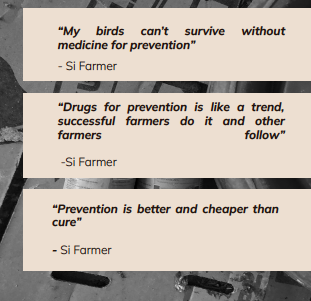 “My birds can't survive without
medicine for prevention”
- Si Farmer
“Drugs for prevention is like a trend,
successful farmers do it and other
farmers follow”
-Si Farmer
“Prevention is better and cheaper than
cure”
- Si Farmer